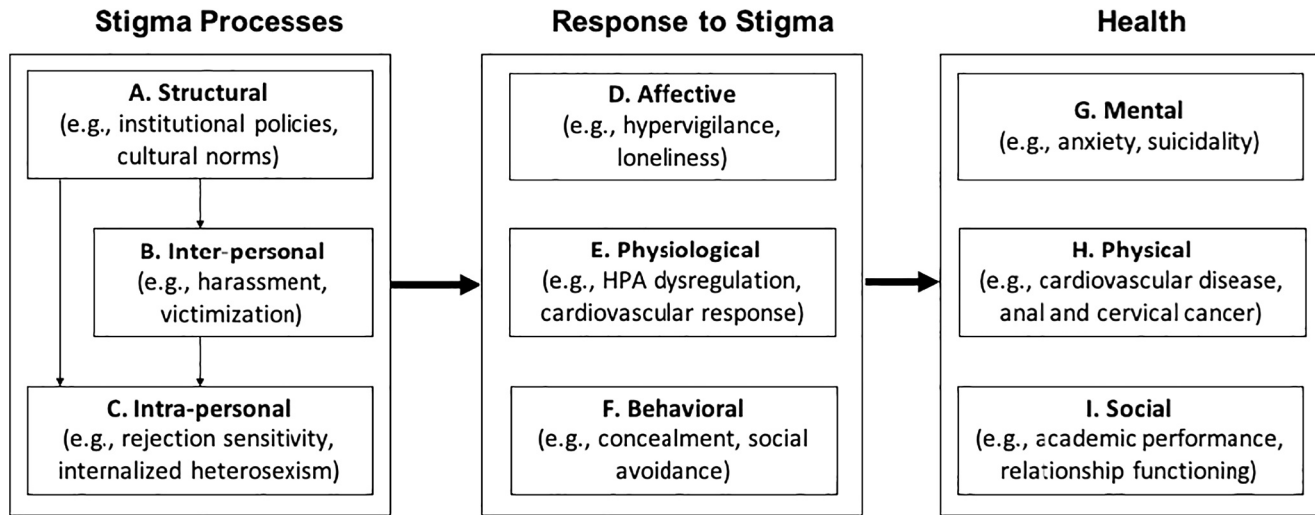 Stigma Processes
A. Structural
(e.g., institutional policies,
cultural norms)
B. Inter-personal
(e.g., harassment,
victimization)
C. Intra-personal
(e.g., rejection sensitivity,
internalized heterosexism)
Response to Stigma
D. Affective
(e.g., hypervigilance,
loneliness)
E. Physiological
(e.g., HPA dysregulation,
cardiovascular response)
F. Behavioral
(e.g., concealment, social
avoidance)
Health
G. Mental
(e.g., anxiety, suicidality)
H. Physical
(e.g., cardiovascular disease,
anal and cervical cancer)
I. Social
(e.g., academic performance,
relationship functioning)